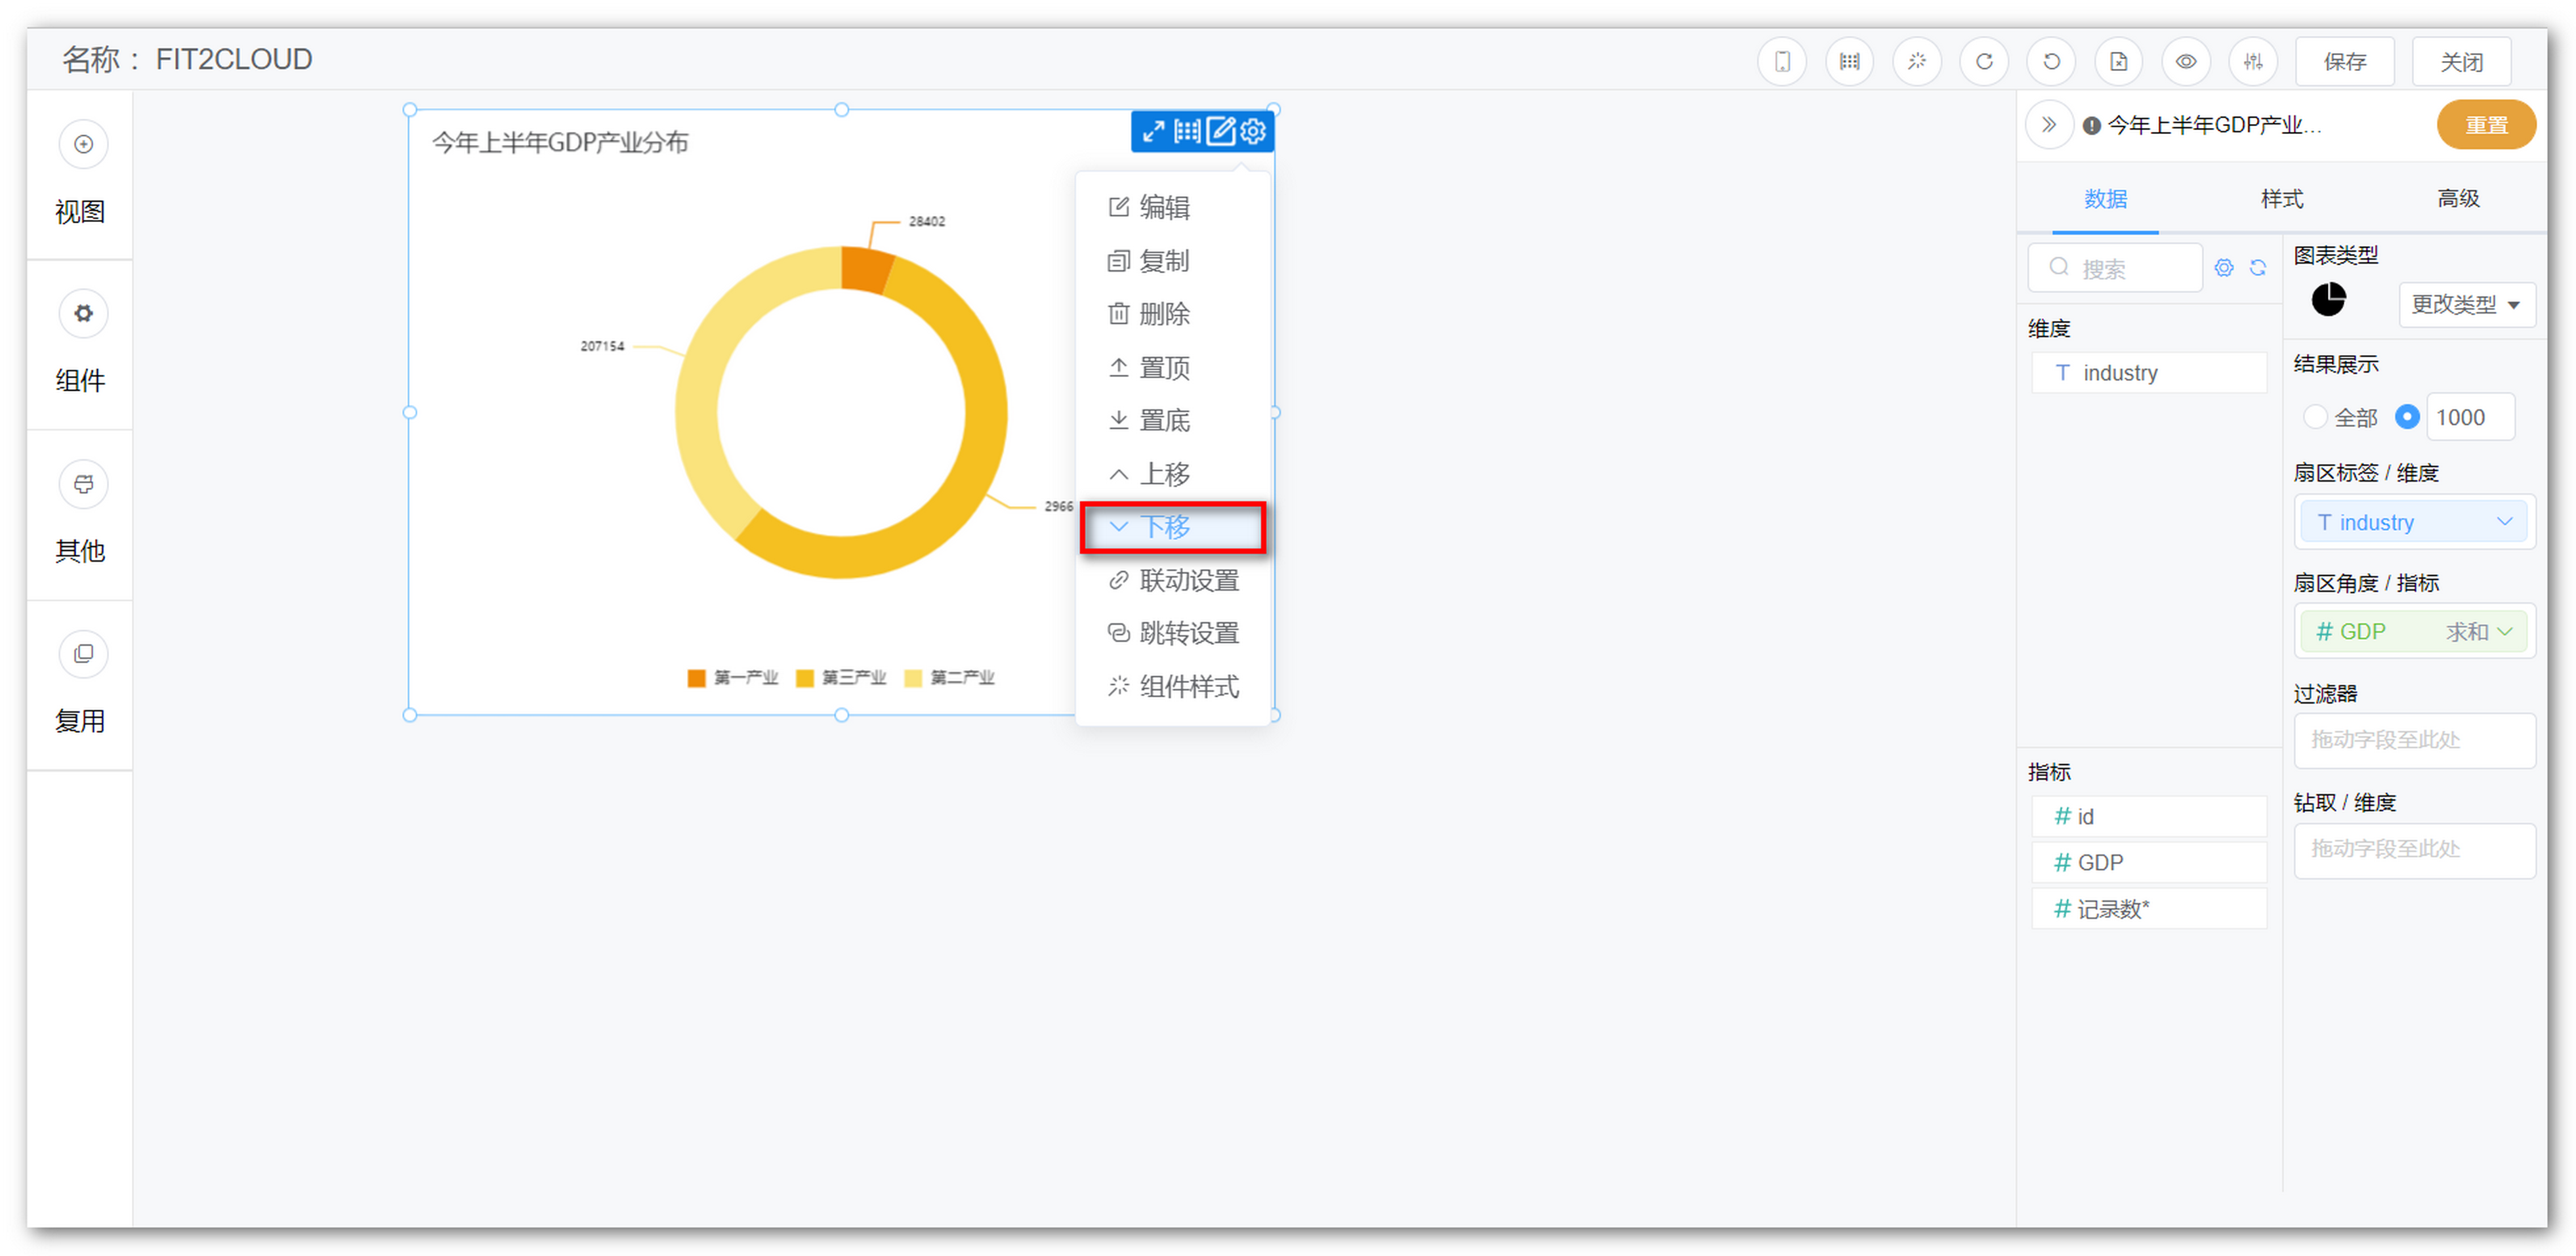 名称： FIT2CLOUD
保存
关闭
视图
组件
其他
复用
今年上半年GDP产业分布
28402
207154
2966
第一产业 第三产业 第二产业
编辑
复制
删除
置顶
置底
上移
下移
联动设置
跳转设置
组件样式
今年上半年GDP产业...
重置
数据 样式 高级
搜索
维度
T industry
指标
# id
# GDP
# 记录数*
图表类型
更改类型
结果展示
全部 1000
扇区标签 / 维度
T industry
扇区角度 / 指标
# GDP 求和
过滤器
拖动字段至此处
钻取 / 维度
拖动字段至此处